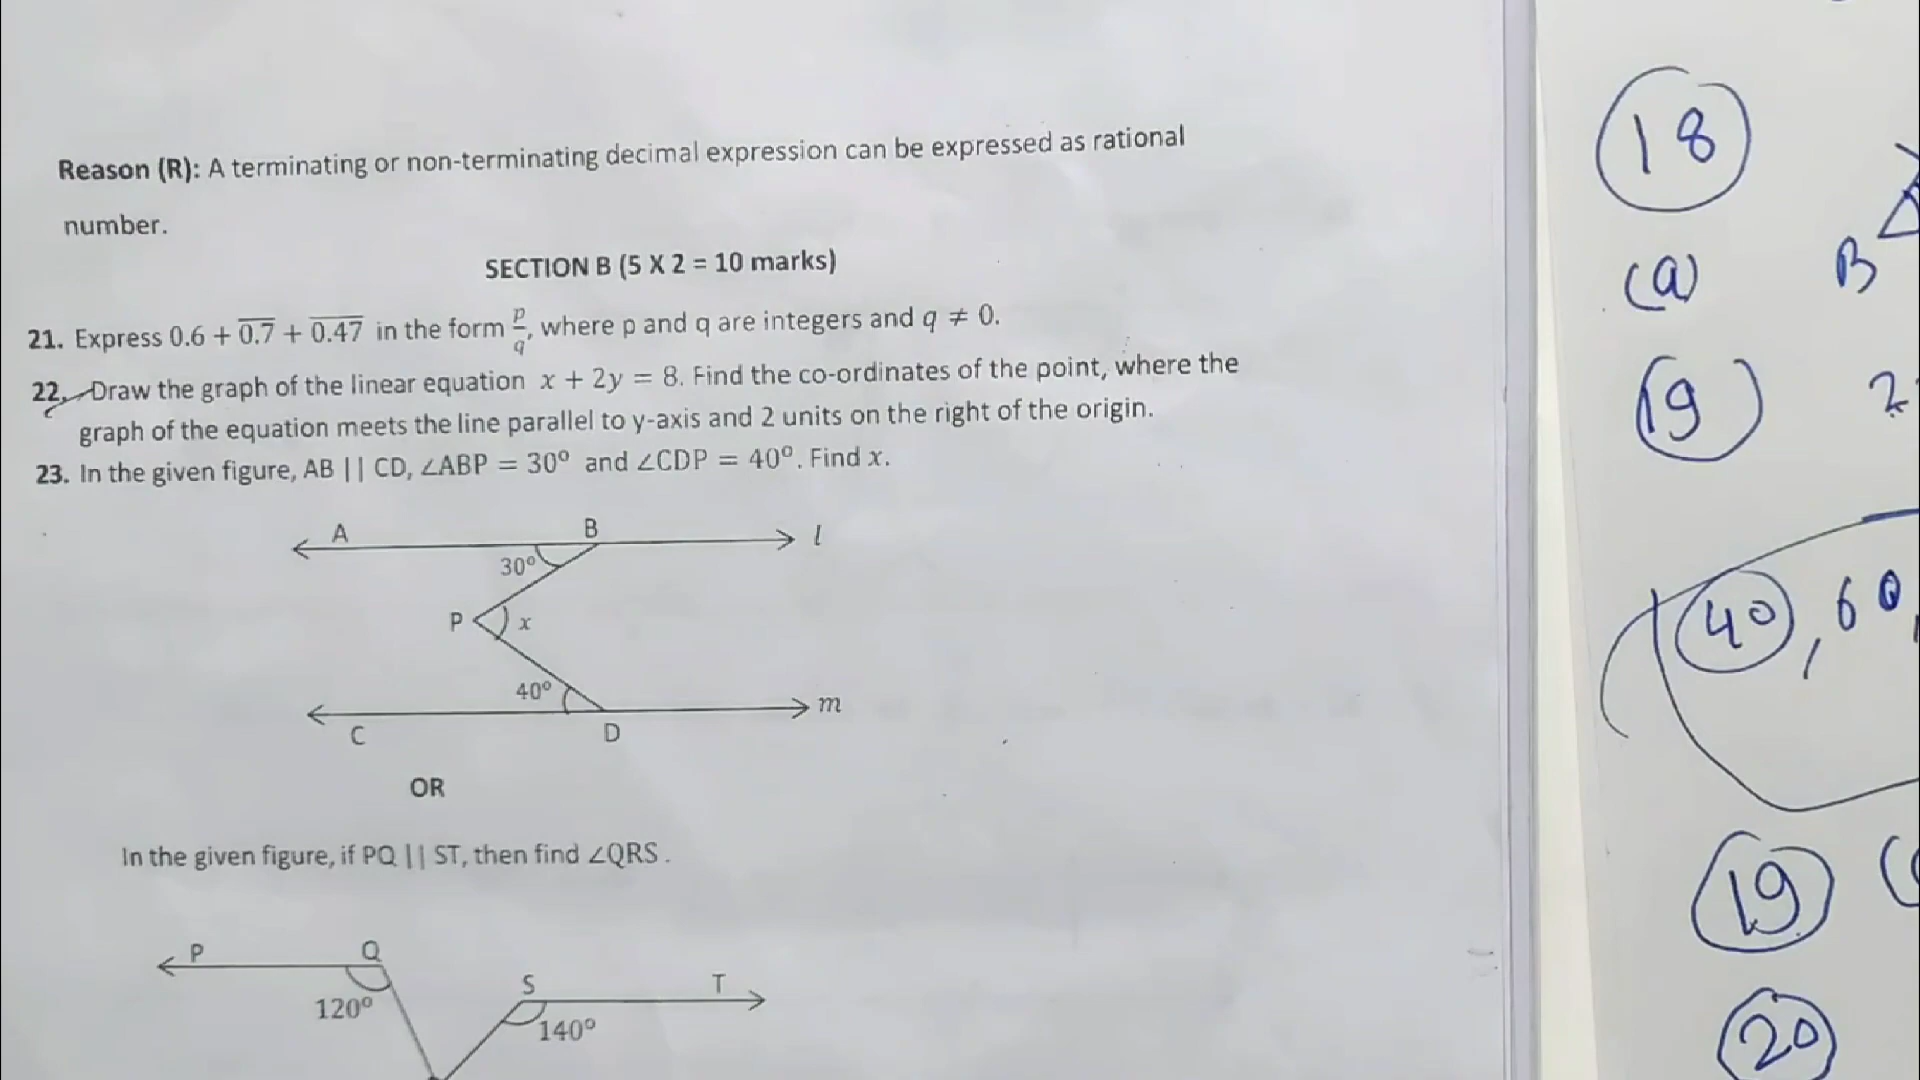 Reason (R): A terminating or non-terminating decimal expression can be expressed as rational
number.
SECTION B (5 X 2 = 10 marks)
21. Express 0.6 + 0.7̅ + 0.4̅7̅ in the form p/q, where p and q are integers and q ≠ 0.
22. Draw the graph of the linear equation x + 2y = 8. Find the co-ordinates of the point, where the
graph of the equation meets the line parallel to y-axis and 2 units on the right of the origin.
23. In the given figure, AB || CD, ∠ABP = 30° and ∠CDP = 40°. Find x.
A B l
30°
P x
40°
m
C D
OR
In the given figure, if PQ || ST, then find ∠QRS.
P Q
S T
120°
140°
18
(a) B
19 2
40, 60
19
20